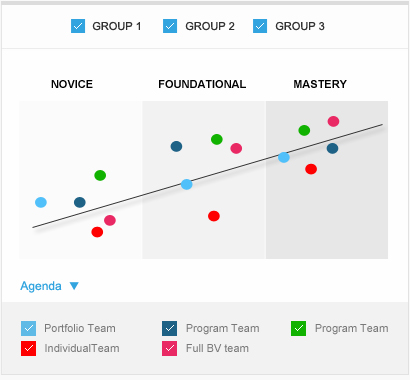 GROUP 1 GROUP 2 GROUP 3
NOVICE FOUNDATIONAL MASTERY
Agenda
Portfolio Team Program Team Program Team
IndividualTeam Full BV team